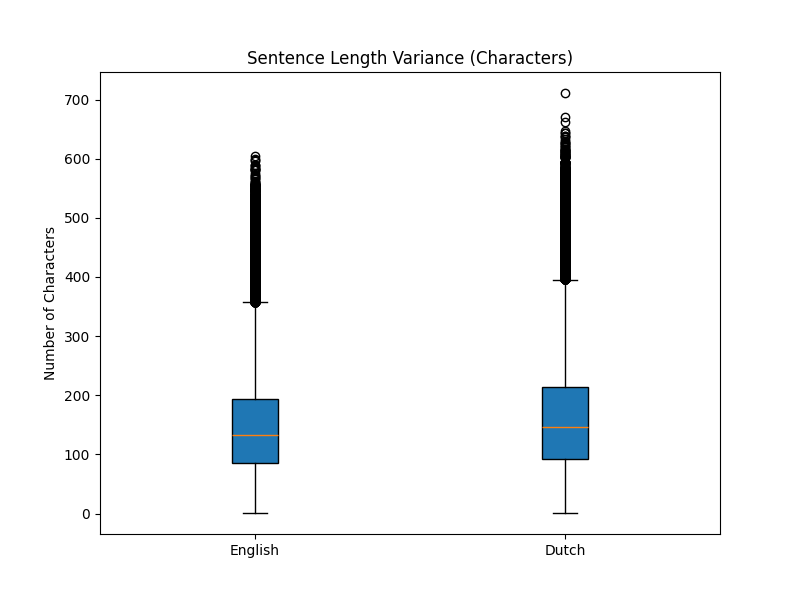 Sentence Length Variance (Characters)
Number of Characters
700
600
500
400
300
200
100
0
English
Dutch